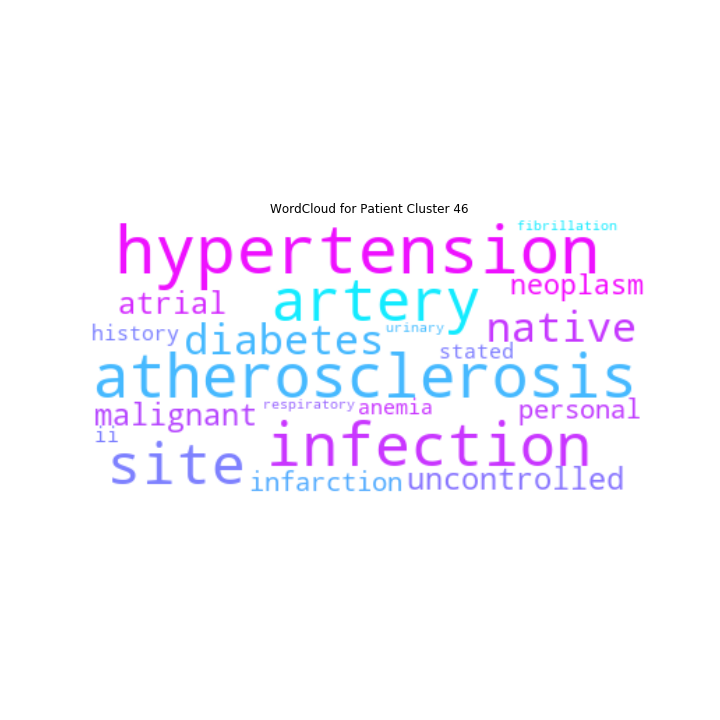 WordCloud for Patient Cluster 46
fibrillation
hypertension
neoplasm
artery
atrial
native
urinary
history
diabetes
stated
atherosclerosis
respiratory
anemia
personal
malignant
ii
infection
site
uncontrolled
infarction